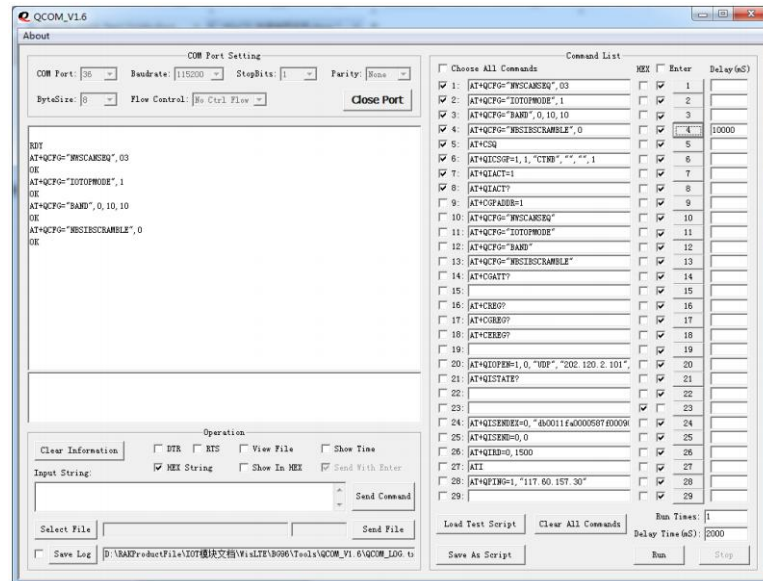 QCOM_V1.6
About
COM Port Setting
COM Port: 36 Baudrate: 115200 StopBits: 1 Parity: None
ByteSize: 8 Flow Control: No Ctrl Flow Close Port
RDY
AT+QCFG="NWSCANSEQ",03
OK
AT+QCFG="IOTOPMODE",1
OK
AT+QCFG="BAND",0,10,10
OK
AT+QCFG="NBSIBSCRAMBLE",0
OK
Operation
Clear Information DTR RTS View File Show Time
HEX String Show In HEX Send With Enter
Input String:
Send Command
Select File Send File
Save Log D:\RAKProductFile\IOT模块文档\WisLTE\BG96\Tools\QCOM_V1.6\QCOM_LOG.tx
Command List
Choose All Commands HEX Enter Delay(mS)
1: AT+QCFG="NWSCANSEQ",03 1
2: AT+QCFG="IOTOPMODE",1 2
3: AT+QCFG="BAND",0,10,10 3
4: AT+QCFG="NBSIBSCRAMBLE",0 4 10000
5: AT+CSQ 5
6: AT+QICSGP=1,1,"CTNB","","",1 6
7: AT+QIACT=1 7
8: AT+QIACT? 8
9: AT+CGPADDR=1 9
10: AT+QCFG="NWSCANSEQ" 10
11: AT+QCFG="IOTOPMODE" 11
12: AT+QCFG="BAND" 12
13: AT+QCFG="NBSIBSCRAMBLE" 13
14: AT+CGATT? 14
15: 15
16: AT+CREG? 16
17: AT+CGREG? 17
18: AT+CEREG? 18
19: 19
20: AT+QIOPEN=1,0,"UDP","202.120.2.101", 20
21: AT+QISTATE? 21
22: 22
23: 23
24: AT+QISENDEX=0,"db0011fa0000587f0009 24
25: AT+QISEND=0,0 25
26: AT+QIRD=0,1500 26
27: ATI 27
28: AT+QPING=1,"117.60.157.30" 28
29: 29
Load Test Script Clear All Commands Run Times: 1
Delay Time(mS): 2000
Save As Script Run Stop